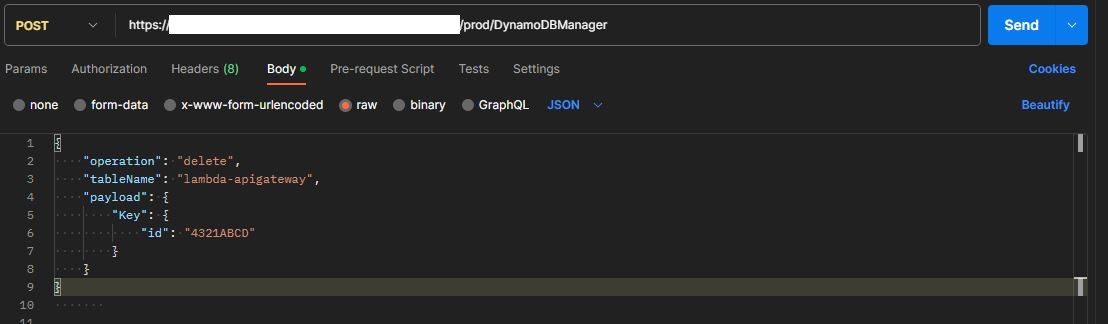 POST https:// /prod/DynamoDBManager Send
Params Authorization Headers (8) Body Pre-request Script Tests Settings Cookies
none form-data x-www-form-urlencoded raw binary GraphQL JSON Beautify
1 {
2 "operation": "delete",
3 "tableName": "lambda-apigateway",
4 "payload": {
5 "Key": {
6 "id": "4321ABCD"
7 }
8 }
9 }
10
11